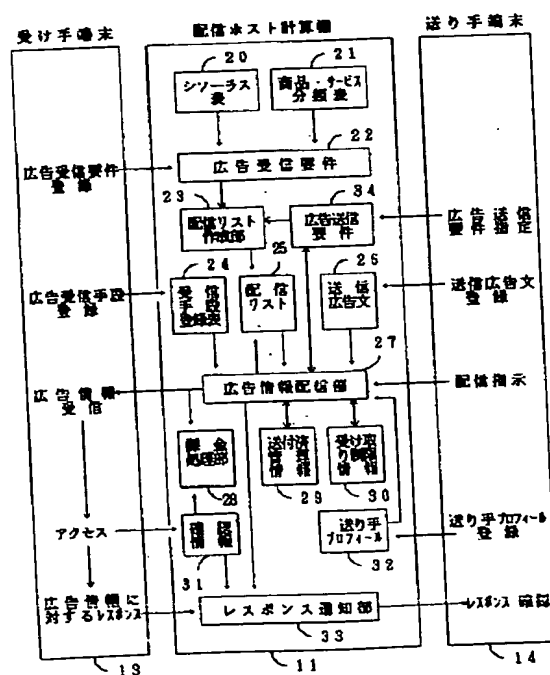 受け手端末
配信ホスト計算機
送り手端末
20
21
シソーラス
表
商品・サービス
分類表
22
広告受信要件
広告受信要件
登録
23
34
配信リスト
作成部
広告送信
要件
広告送信
要件指定
24
25
26
広告受信手段
登録
受信
手段
登録表
配信
リスト
送信
広告文
送信広告文
登録
27
広告情報配信部
配信指示
広告情報
受信
課金
処理部
28
送付済
管理
情報
29
受け取
り制限
情報
30
アクセス
情報
31
送り手
プロフィール
32
送り手プロフィール
登録
広告情報に
対するレスポンス
レスポンス通知部
33
レスポンス確認
13
11
14